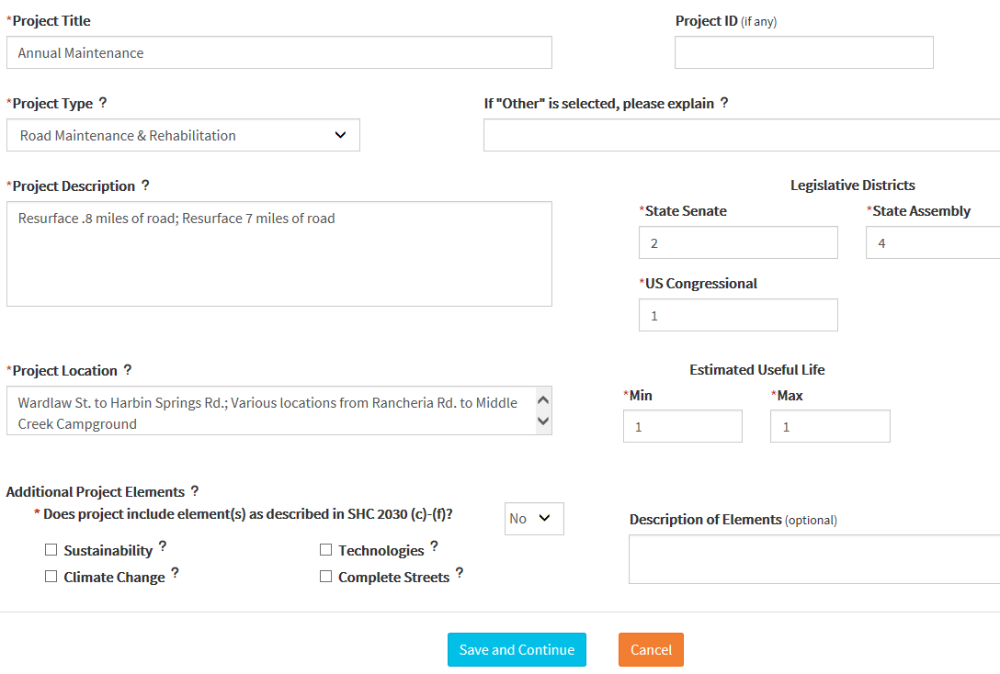 *Project Title
Project ID (if any)
Annual Maintenance
*Project Type ?
If "Other" is selected, please explain ?
Road Maintenance & Rehabilitation
*Project Description ?
Legislative Districts
Resurface .8 miles of road; Resurface 7 miles of road
*State Senate
*State Assembly
2
4
*US Congressional
1
*Project Location ?
Estimated Useful Life
Wardlaw St. to Harbin Springs Rd.; Various locations from Rancheria Rd. to Middle
Creek Campground
*Min
*Max
1
1
Additional Project Elements ?
* Does project include element(s) as described in SHC 2030 (c)-(f)?
No
Description of Elements (optional)
Sustainability ?
Technologies ?
Climate Change ?
Complete Streets ?
Save and Continue
Cancel